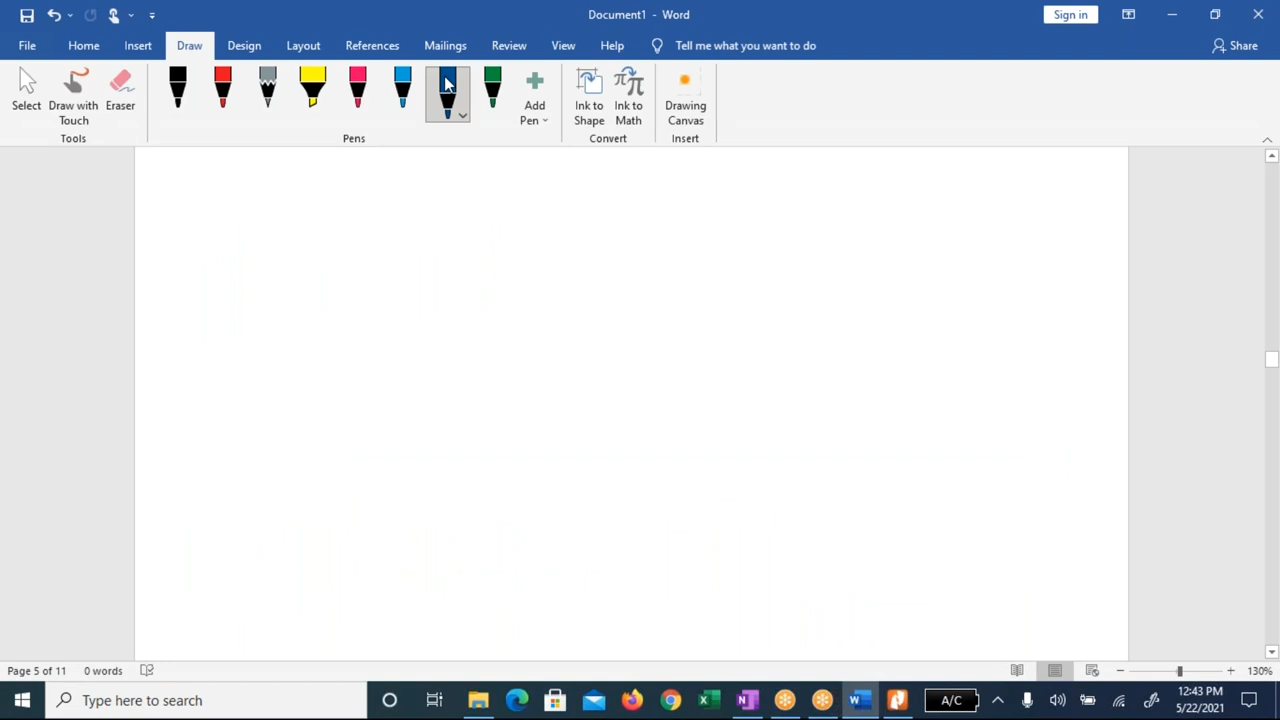 Document1 - Word
Sign in
File Home Insert Draw Design Layout References Mailings Review View Help Tell me what you want to do Share
Select
Draw with Touch
Eraser
Add Pen
Ink to Shape
Ink to Math
Drawing Canvas
Tools Pens Convert Insert
Page 5 of 11 0 words 130%
Type here to search
A/C
12:43 PM
5/22/2021